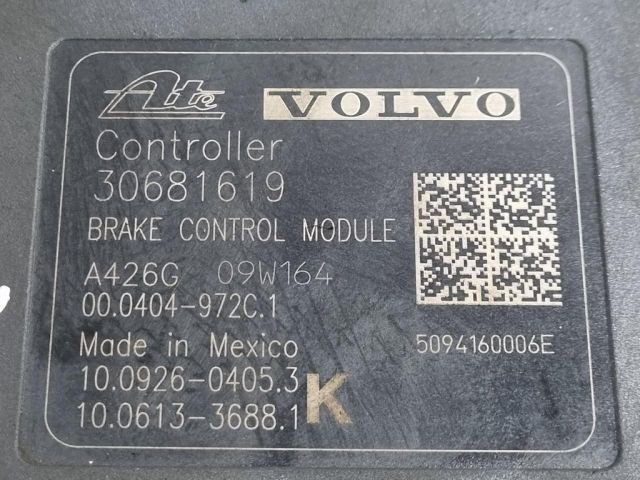 Ate VOLVO
Controller
30681619
BRAKE CONTROL MODULE
A426G 09W164
00.0404-972C.1
Made in Mexico 5094160006E
10.0926-0405.3
10.0613-3688.1 K